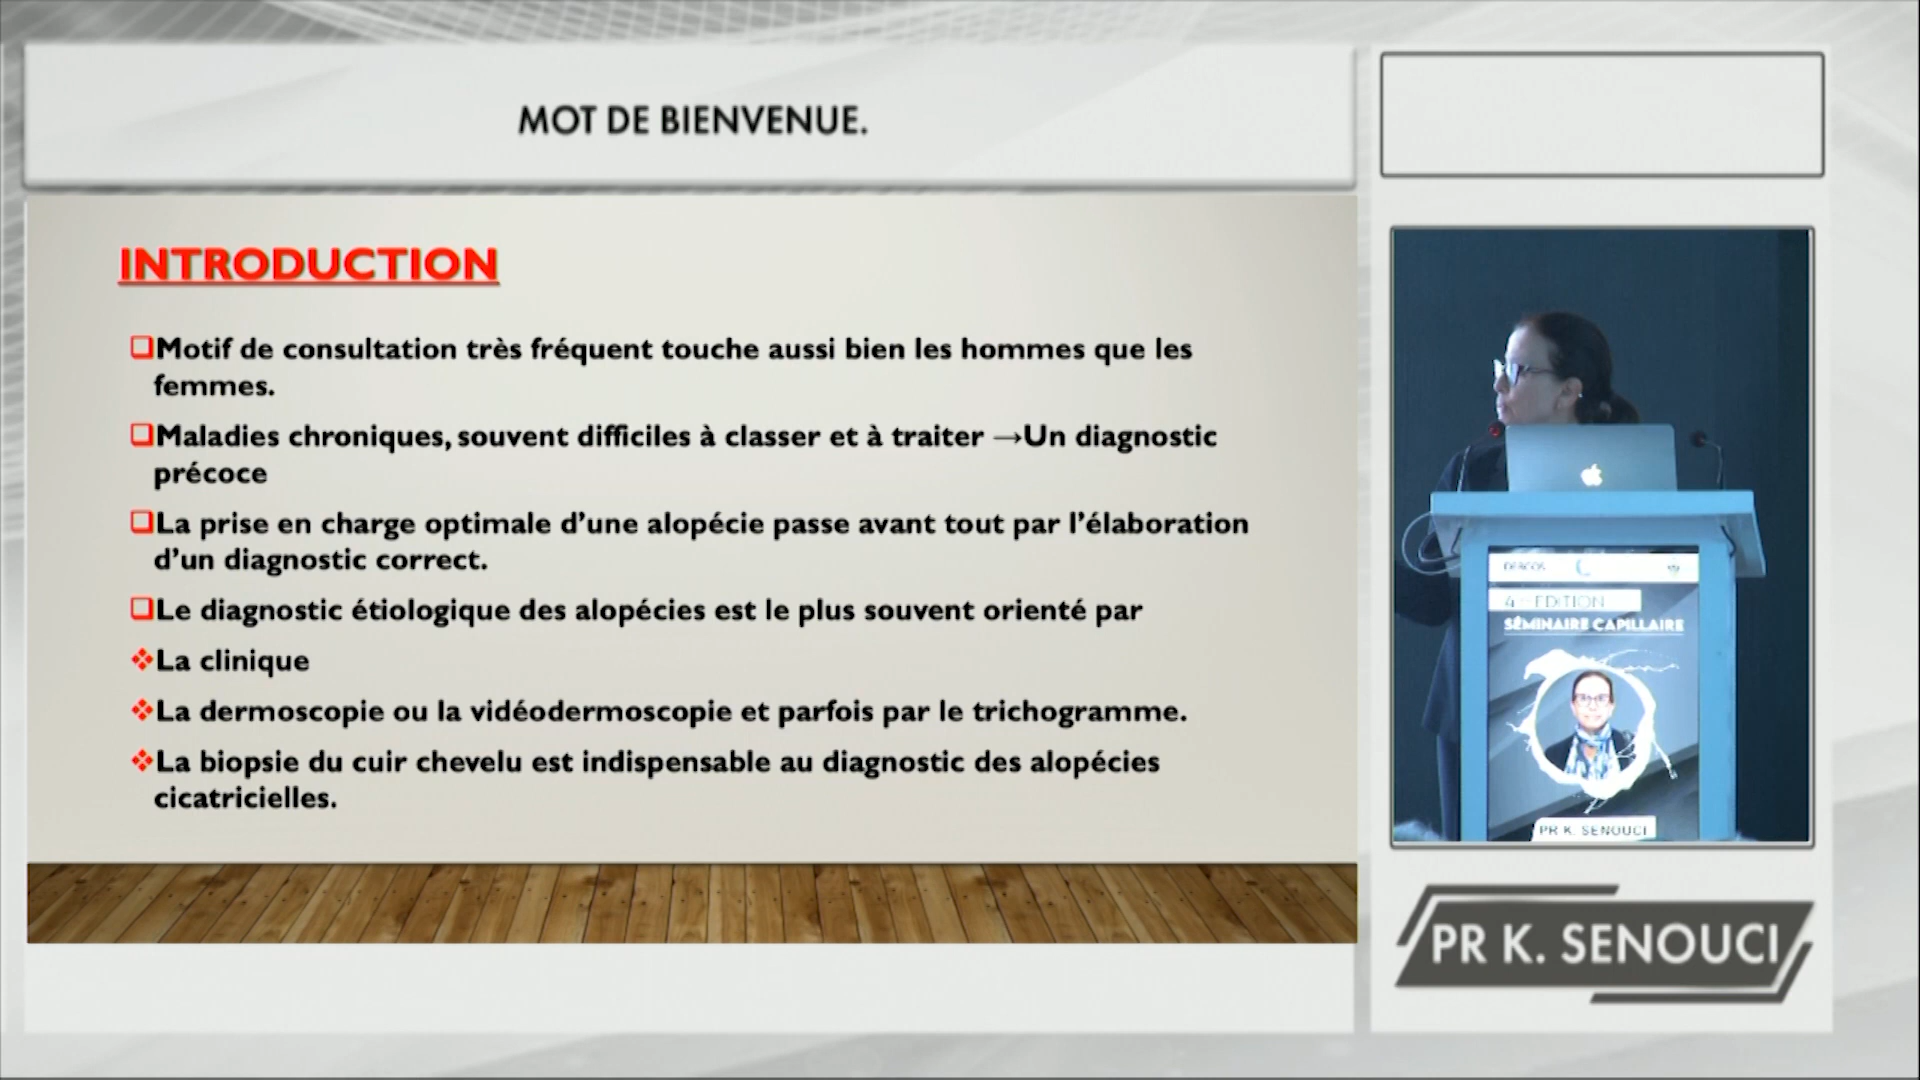 MOT DE BIENVENUE.
INTRODUCTION
❑Motif de consultation très fréquent touche aussi bien les hommes que les
femmes.
❑Maladies chroniques, souvent difficiles à classer et à traiter →Un diagnostic
précoce
❑La prise en charge optimale d’une alopécie passe avant tout par l’élaboration
d’un diagnostic correct.
❑Le diagnostic étiologique des alopécies est le plus souvent orienté par
❖La clinique
❖La dermoscopie ou la vidéodermoscopie et parfois par le trichogramme.
❖La biopsie du cuir chevelu est indispensable au diagnostic des alopécies
cicatricielles.
DERCOS
4 EDITION
SÉMINAIRE CAPILLAIRE
PR K. SENOUCI
PR K. SENOUCI